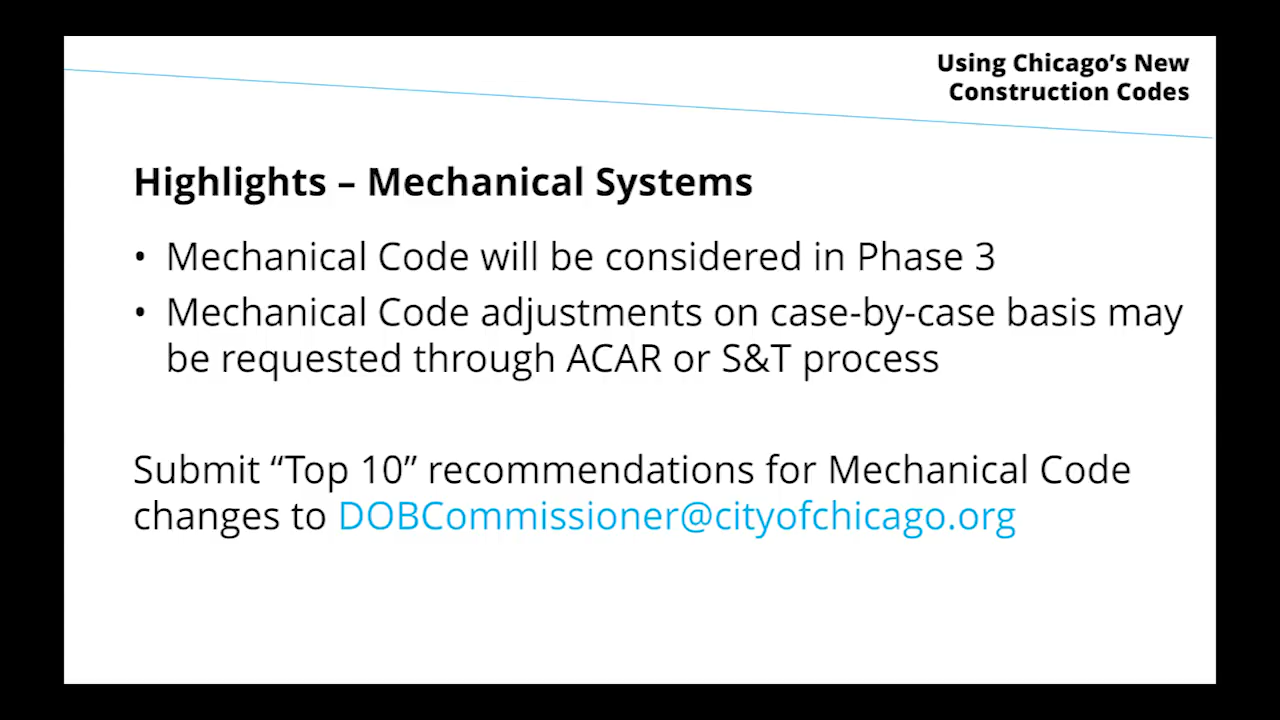 Using Chicago’s New
Construction Codes
Highlights – Mechanical Systems
• Mechanical Code will be considered in Phase 3
• Mechanical Code adjustments on case-by-case basis may
be requested through ACAR or S&T process
Submit “Top 10” recommendations for Mechanical Code
changes to DOBCommissioner@cityofchicago.org